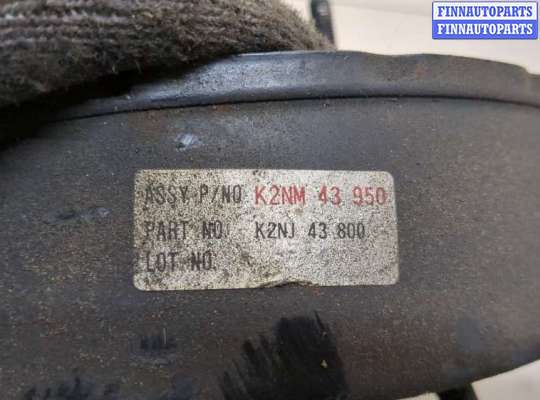 FINNAUTOPARTS
FINNAUTOPARTS
ASSY P/NO K2NM 43 950
PART NO. K2NJ 43 800
LOT NO.